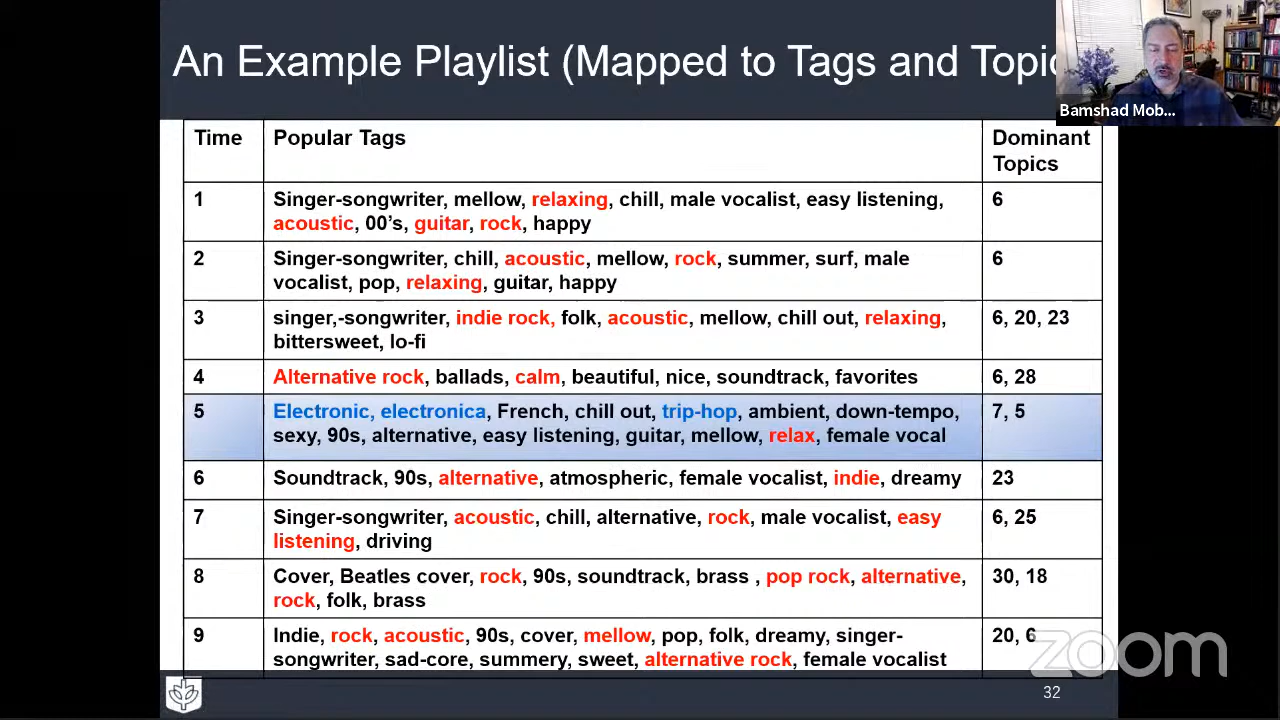 An Example Playlist (Mapped to Tags and Topic
Bamshad Mob...
Time Popular Tags Dominant
Topics
1 Singer-songwriter, mellow, relaxing, chill, male vocalist, easy listening, 6
acoustic, 00’s, guitar, rock, happy
2 Singer-songwriter, chill, acoustic, mellow, rock, summer, surf, male 6
vocalist, pop, relaxing, guitar, happy
3 singer,-songwriter, indie rock, folk, acoustic, mellow, chill out, relaxing, 6, 20, 23
bittersweet, lo-fi
4 Alternative rock, ballads, calm, beautiful, nice, soundtrack, favorites 6, 28
5 Electronic, electronica, French, chill out, trip-hop, ambient, down-tempo, 7, 5
sexy, 90s, alternative, easy listening, guitar, mellow, relax, female vocal
6 Soundtrack, 90s, alternative, atmospheric, female vocalist, indie, dreamy 23
7 Singer-songwriter, acoustic, chill, alternative, rock, male vocalist, easy 6, 25
listening, driving
8 Cover, Beatles cover, rock, 90s, soundtrack, brass , pop rock, alternative, 30, 18
rock, folk, brass
9 Indie, rock, acoustic, 90s, cover, mellow, pop, folk, dreamy, singer- 20, 6
songwriter, sad-core, summery, sweet, alternative rock, female vocalist
zoom
32